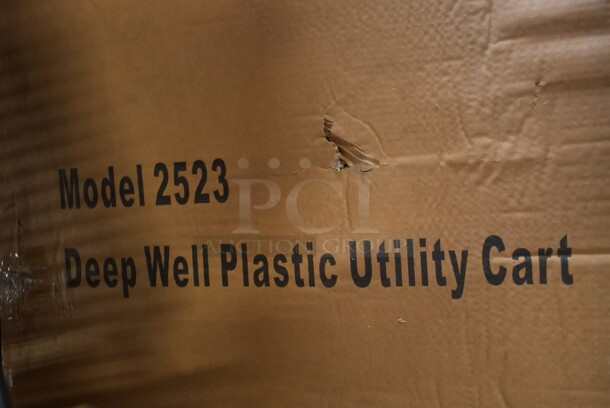 Model 2523
PCI
AUCTION GROUP
Deep Well Plastic Utility Cart